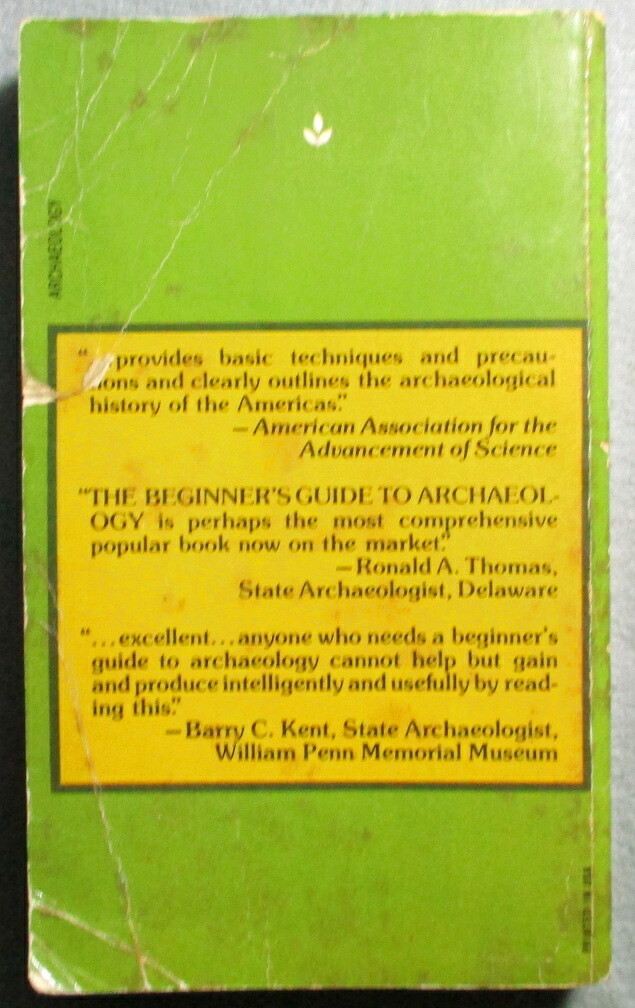 ARCHAEOLOGY
“...provides basic techniques and precau-
tions and clearly outlines the archaeological
history of the Americas.”
— American Association for the
Advancement of Science
“THE BEGINNER'S GUIDE TO ARCHAEOL-
OGY is perhaps the most comprehensive
popular book now on the market.”
— Ronald A. Thomas,
State Archaeologist, Delaware
“...excellent...anyone who needs a beginner's
guide to archaeology cannot help but gain
and produce intelligently and usefully by read-
ing this.”
— Barry C. Kent, State Archaeologist,
William Penn Memorial Museum
PRINTED IN USA